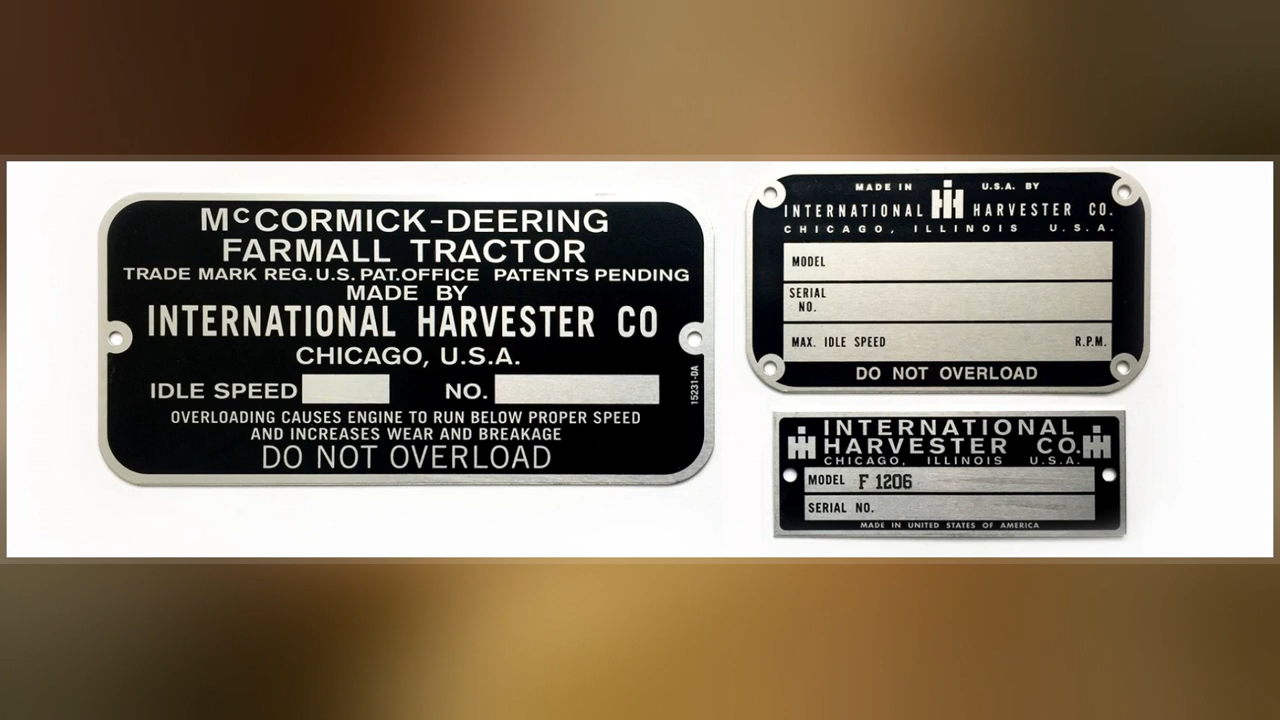 McCORMICK-DEERING
FARMALL TRACTOR
TRADE MARK REG. U.S. PAT. OFFICE PATENTS PENDING
MADE BY
INTERNATIONAL HARVESTER CO
CHICAGO, U.S.A.
IDLE SPEED NO.
15231-DA
OVERLOADING CAUSES ENGINE TO RUN BELOW PROPER SPEED
AND INCREASES WEAR AND BREAKAGE
DO NOT OVERLOAD
MADE IN IH U.S.A. BY
INTERNATIONAL HARVESTER CO.
CHICAGO, ILLINOIS U.S.A.
MODEL
SERIAL
NO.
MAX. IDLE SPEED R.P.M.
DO NOT OVERLOAD
INTERNATIONAL
IH HARVESTER CO. IH
CHICAGO, ILLINOIS U.S.A.
MODEL F 1206
SERIAL NO.
MADE IN UNITED STATES OF AMERICA